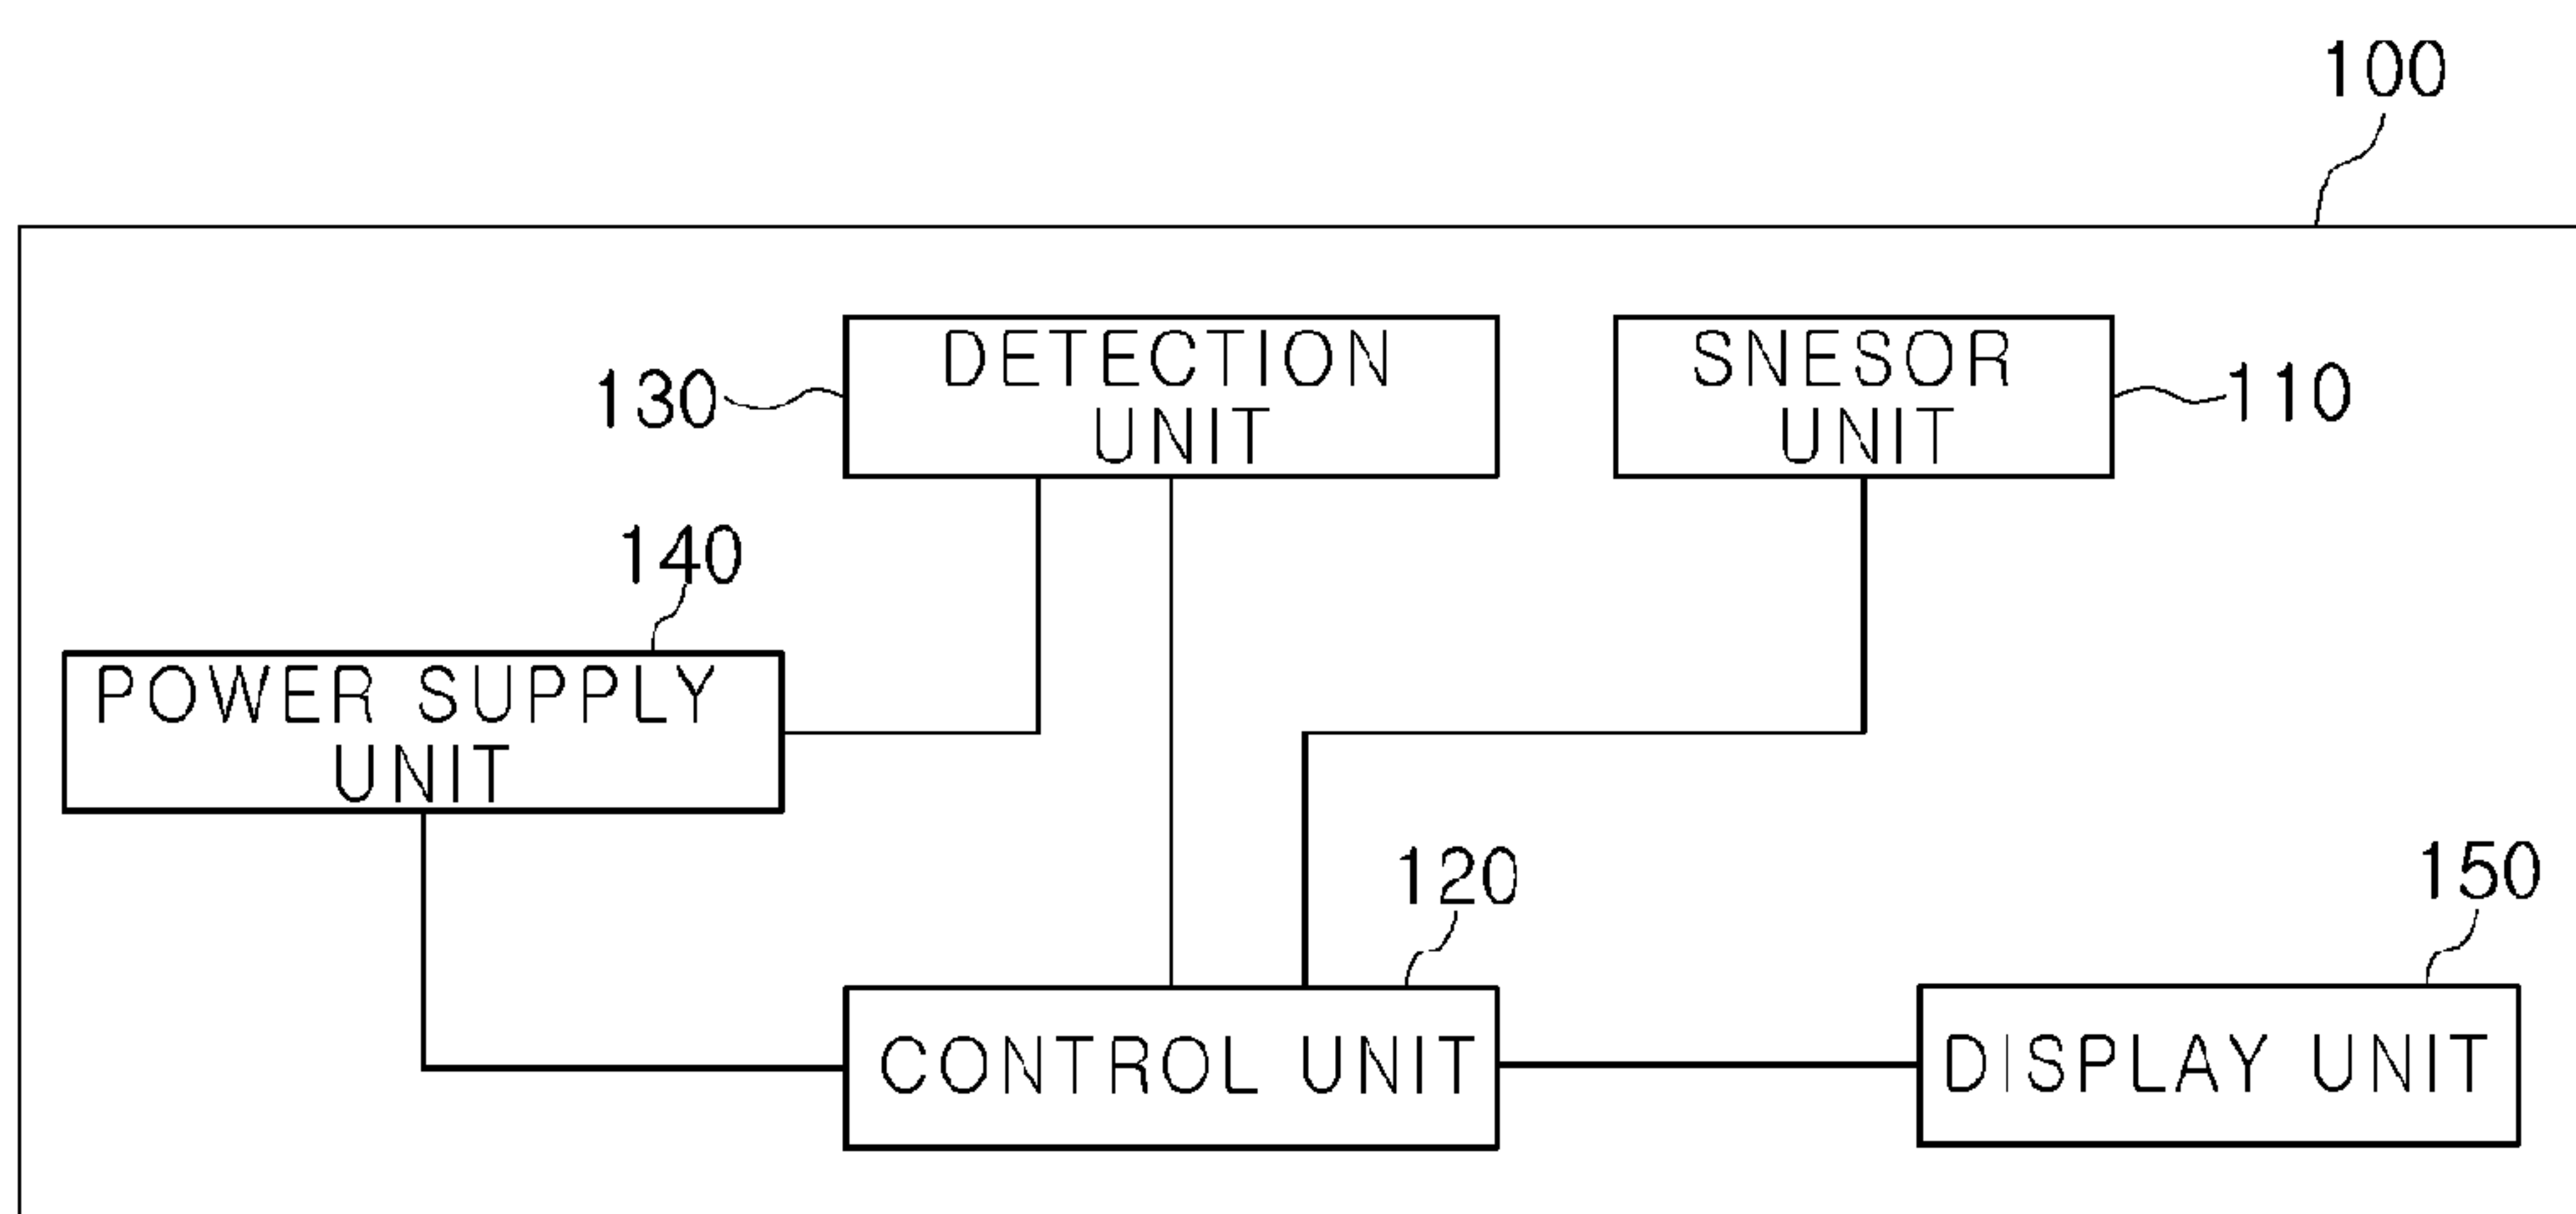 100
DETECTION
UNIT
130
SNESOR
UNIT
110
140
POWER SUPPLY
UNIT
120
CONTROL UNIT
150
DISPLAY UNIT